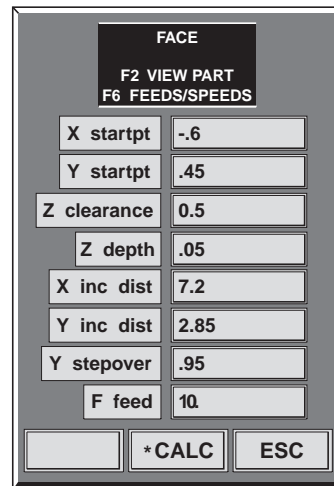 FACE
F2 VIEW PART
F6 FEEDS/SPEEDS
X startpt -.6
Y startpt .45
Z clearance 0.5
Z depth .05
X inc dist 7.2
Y inc dist 2.85
Y stepover .95
F feed 10.
*CALC ESC